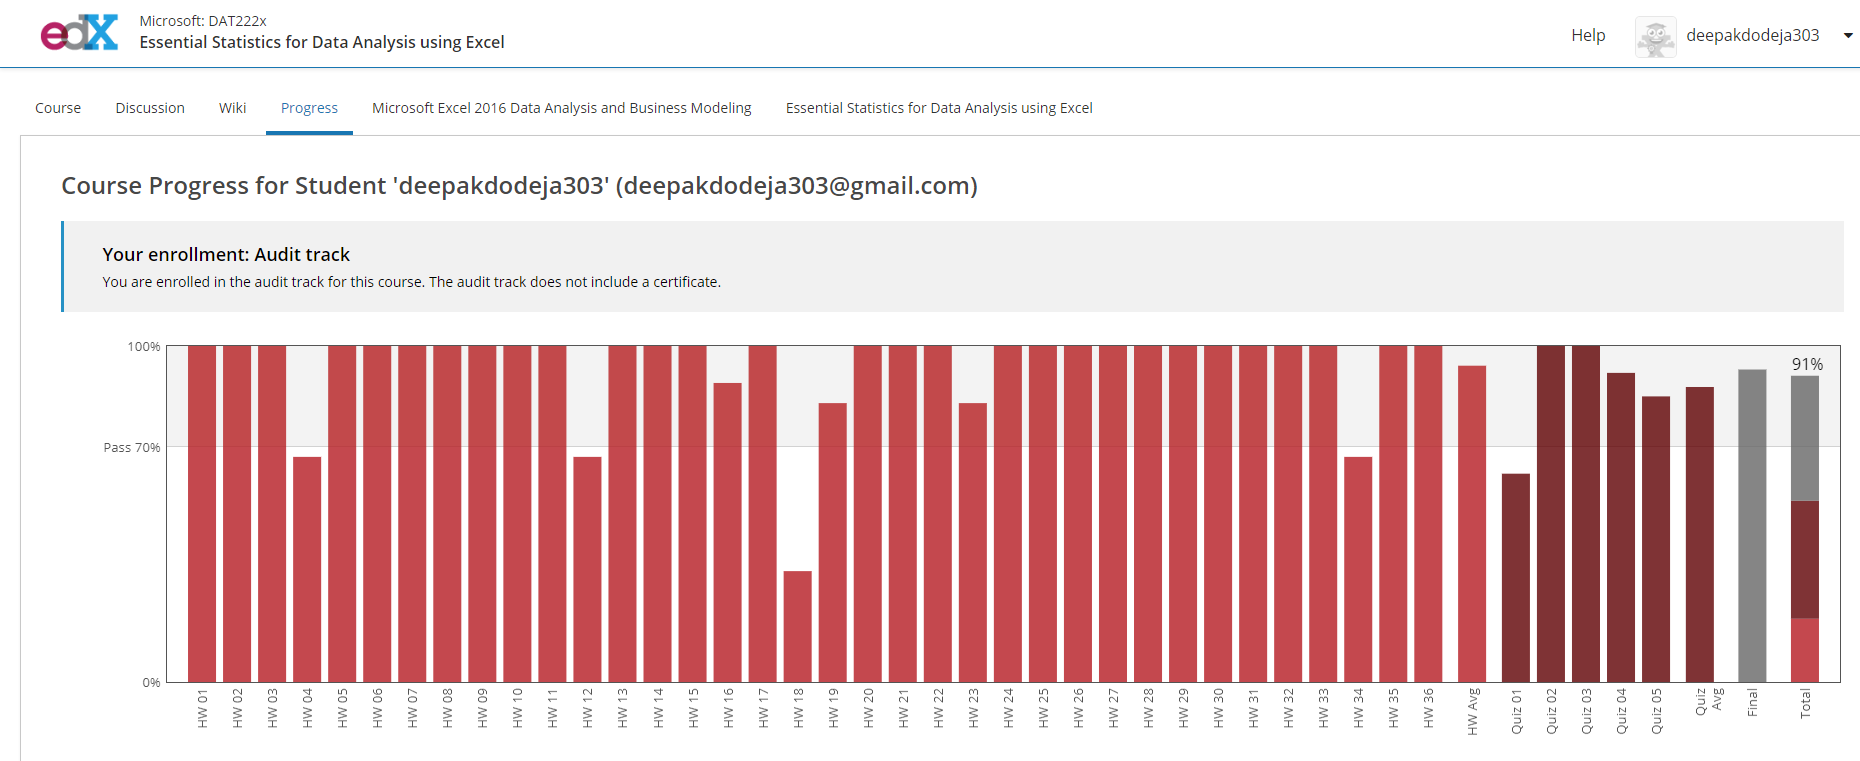 edX
Microsoft: DAT222x
Essential Statistics for Data Analysis using Excel
Help
deepakdodeja303
Course
Discussion
Wiki
Progress
Microsoft Excel 2016 Data Analysis and Business Modeling
Essential Statistics for Data Analysis using Excel
Course Progress for Student 'deepakdodeja303' (deepakdodeja303@gmail.com)
Your enrollment: Audit track
You are enrolled in the audit track for this course. The audit track does not include a certificate.
100%
91%
Pass 70%
0%
HW 01
HW 02
HW 03
HW 04
HW 05
HW 06
HW 07
HW 08
HW 09
HW 10
HW 11
HW 12
HW 13
HW 14
HW 15
HW 16
HW 17
HW 18
HW 19
HW 20
HW 21
HW 22
HW 23
HW 24
HW 25
HW 26
HW 27
HW 28
HW 29
HW 30
HW 31
HW 32
HW 33
HW 34
HW 35
HW 36
HW Avg
Quiz 01
Quiz 02
Quiz 03
Quiz 04
Quiz 05
Quiz
Avg
Final
Total